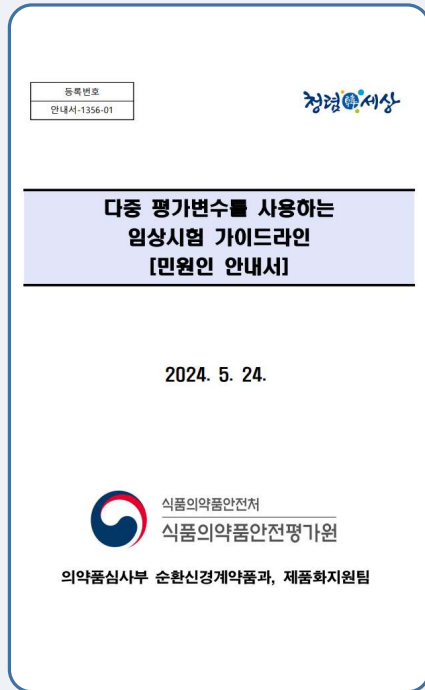 등록번호
안내서-1356-01
청렴韓세상
다중 평가변수를 사용하는
임상시험 가이드라인
[민원인 안내서]
2024. 5. 24.
식품의약품안전처
식품의약품안전평가원
의약품심사부 순환신경계약품과, 제품화지원팀